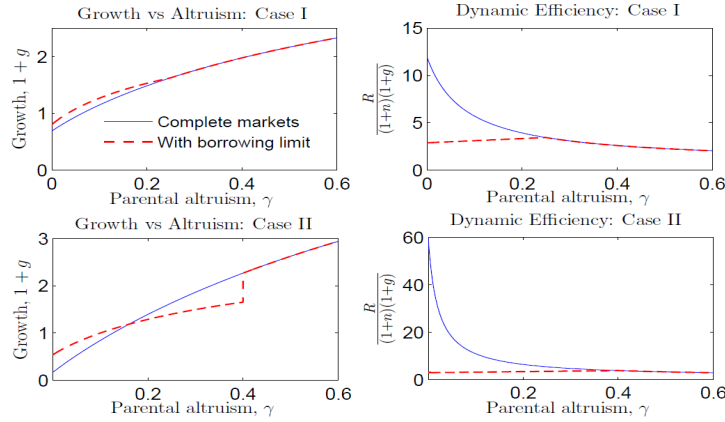 Growth vs Altruism: Case I
Growth, 1 + g
2
1
0
0
0.2
0.4
0.6
Complete markets
With borrowing limit
Parental altruism, γ
Dynamic Efficiency: Case I
R
(1+n)(1+g)
15
10
5
0
0
0.2
0.4
0.6
Parental altruism, γ
Growth vs Altruism: Case II
Growth, 1 + g
3
2
1
0
0
0.2
0.4
0.6
Parental altruism, γ
Dynamic Efficiency: Case II
R
(1+n)(1+g)
60
40
20
0
0
0.2
0.4
0.6
Parental altruism, γ